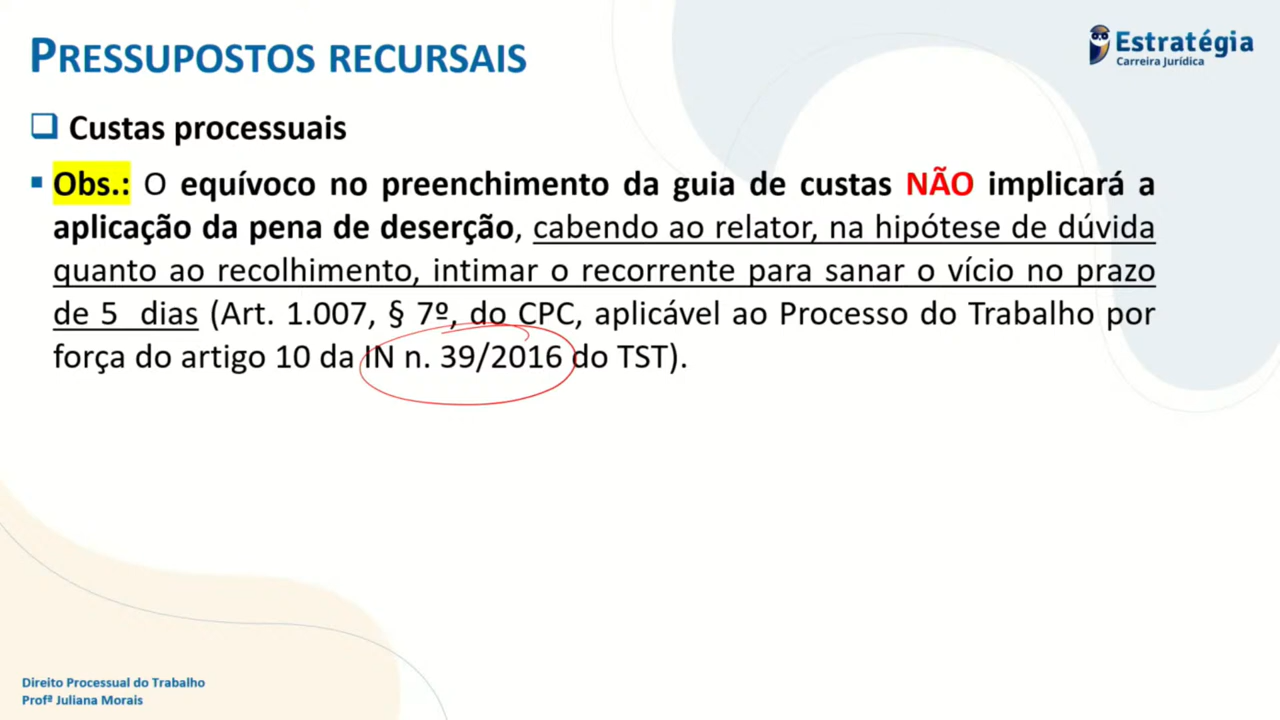 PRESSUPOSTOS RECURSAIS
Estratégia
Carreira Jurídica
Custas processuais
Obs.: O equívoco no preenchimento da guia de custas NÃO implicará a
aplicação da pena de deserção, cabendo ao relator, na hipótese de dúvida
quanto ao recolhimento, intimar o recorrente para sanar o vício no prazo
de 5 dias (Art. 1.007, § 7º, do CPC, aplicável ao Processo do Trabalho por
força do artigo 10 da IN n. 39/2016 do TST).
Direito Processual do Trabalho
Profª Juliana Morais